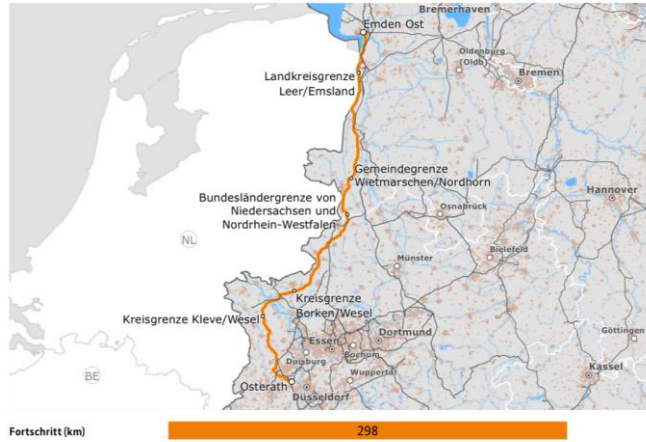 Bremerhaven
Emden Ost
Oldenburg
(Oldb)
Bremen
Landkreisgrenze
Leer/Emsland
Gemeindegrenze
Wietmarschen/Nordhorn
Hannover
Bundesländergrenze von
Niedersachsen und
Nordrhein-Westfalen
Osnabrück
NL
Bielefeld
Münster
Kreisgrenze
Borken/Wesel
Kreisgrenze Kleve/Wesel
Dortmund
Göttingen
Essen
Bochum
Duisburg
Kassel
BE
Wuppertal
Osterath
Düsseldorf
Fortschritt (km)
298